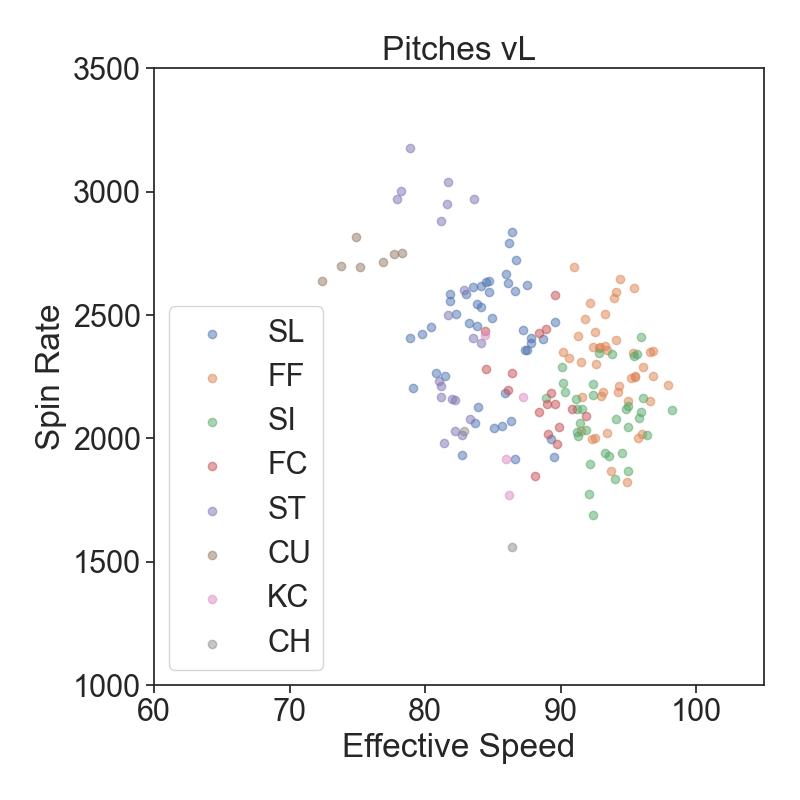 Pitches vL
3500
3000
2500
2000
1500
1000
Spin Rate
SL
FF
SI
FC
ST
CU
KC
CH
60 70 80 90 100
Effective Speed